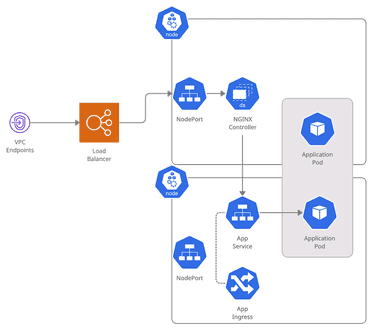 node
NodePort
ds
NGINX
Controller
VPC
Endpoints
Load
Balancer
Application
Pod
node
App
Service
Application
Pod
NodePort
App
Ingress